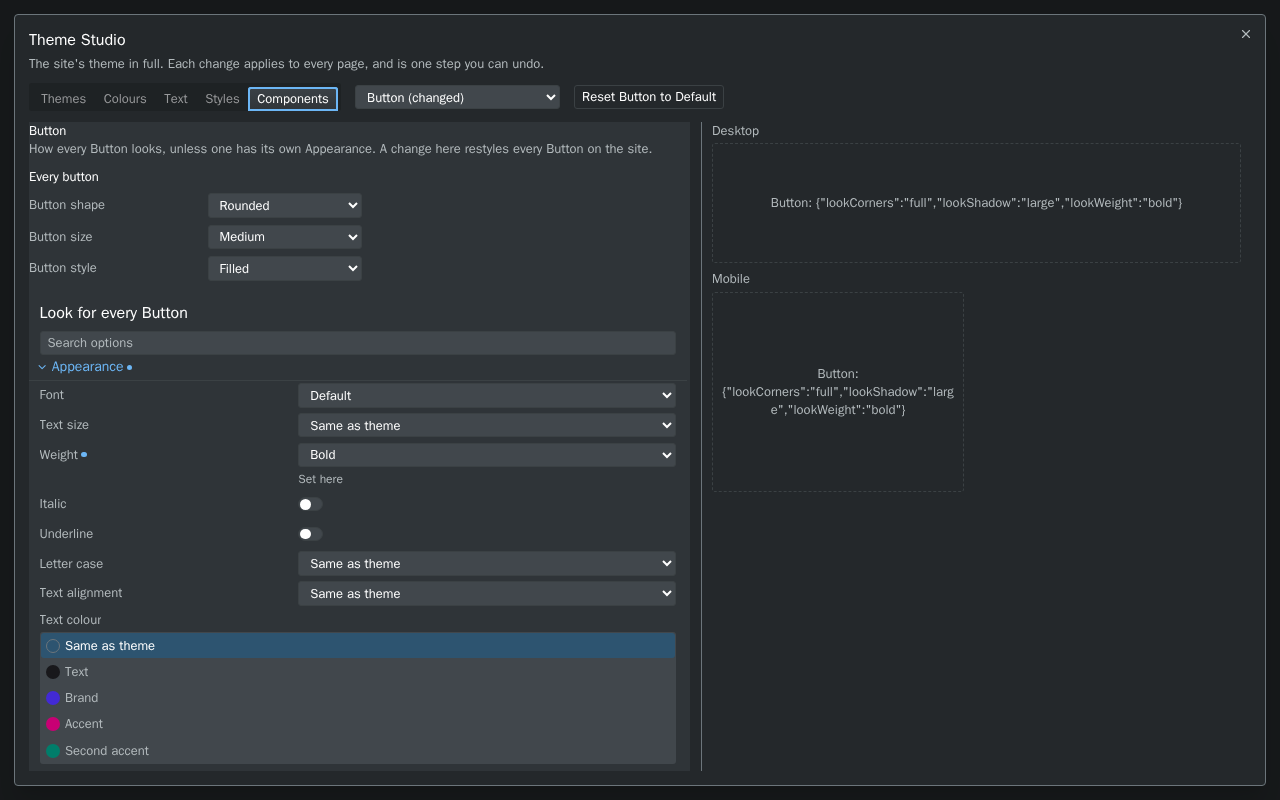 Theme Studio
×
The site's theme in full. Each change applies to every page, and is one step you can undo.
Themes Colours Text Styles Components Button (changed) Reset Button to Default
Button
How every Button looks, unless one has its own Appearance. A change here restyles every Button on the site.
Every button
Button shape Rounded
Button size Medium
Button style Filled
Look for every Button
Search options
Appearance
Font Default
Text size Same as theme
Weight Bold
Set here
Italic
Underline
Letter case Same as theme
Text alignment Same as theme
Text colour
Same as theme
Text
Brand
Accent
Second accent
Desktop
Button: {"lookCorners":"full","lookShadow":"large","lookWeight":"bold"}
Mobile
Button:
{"lookCorners":"full","lookShadow":"larg
e","lookWeight":"bold"}